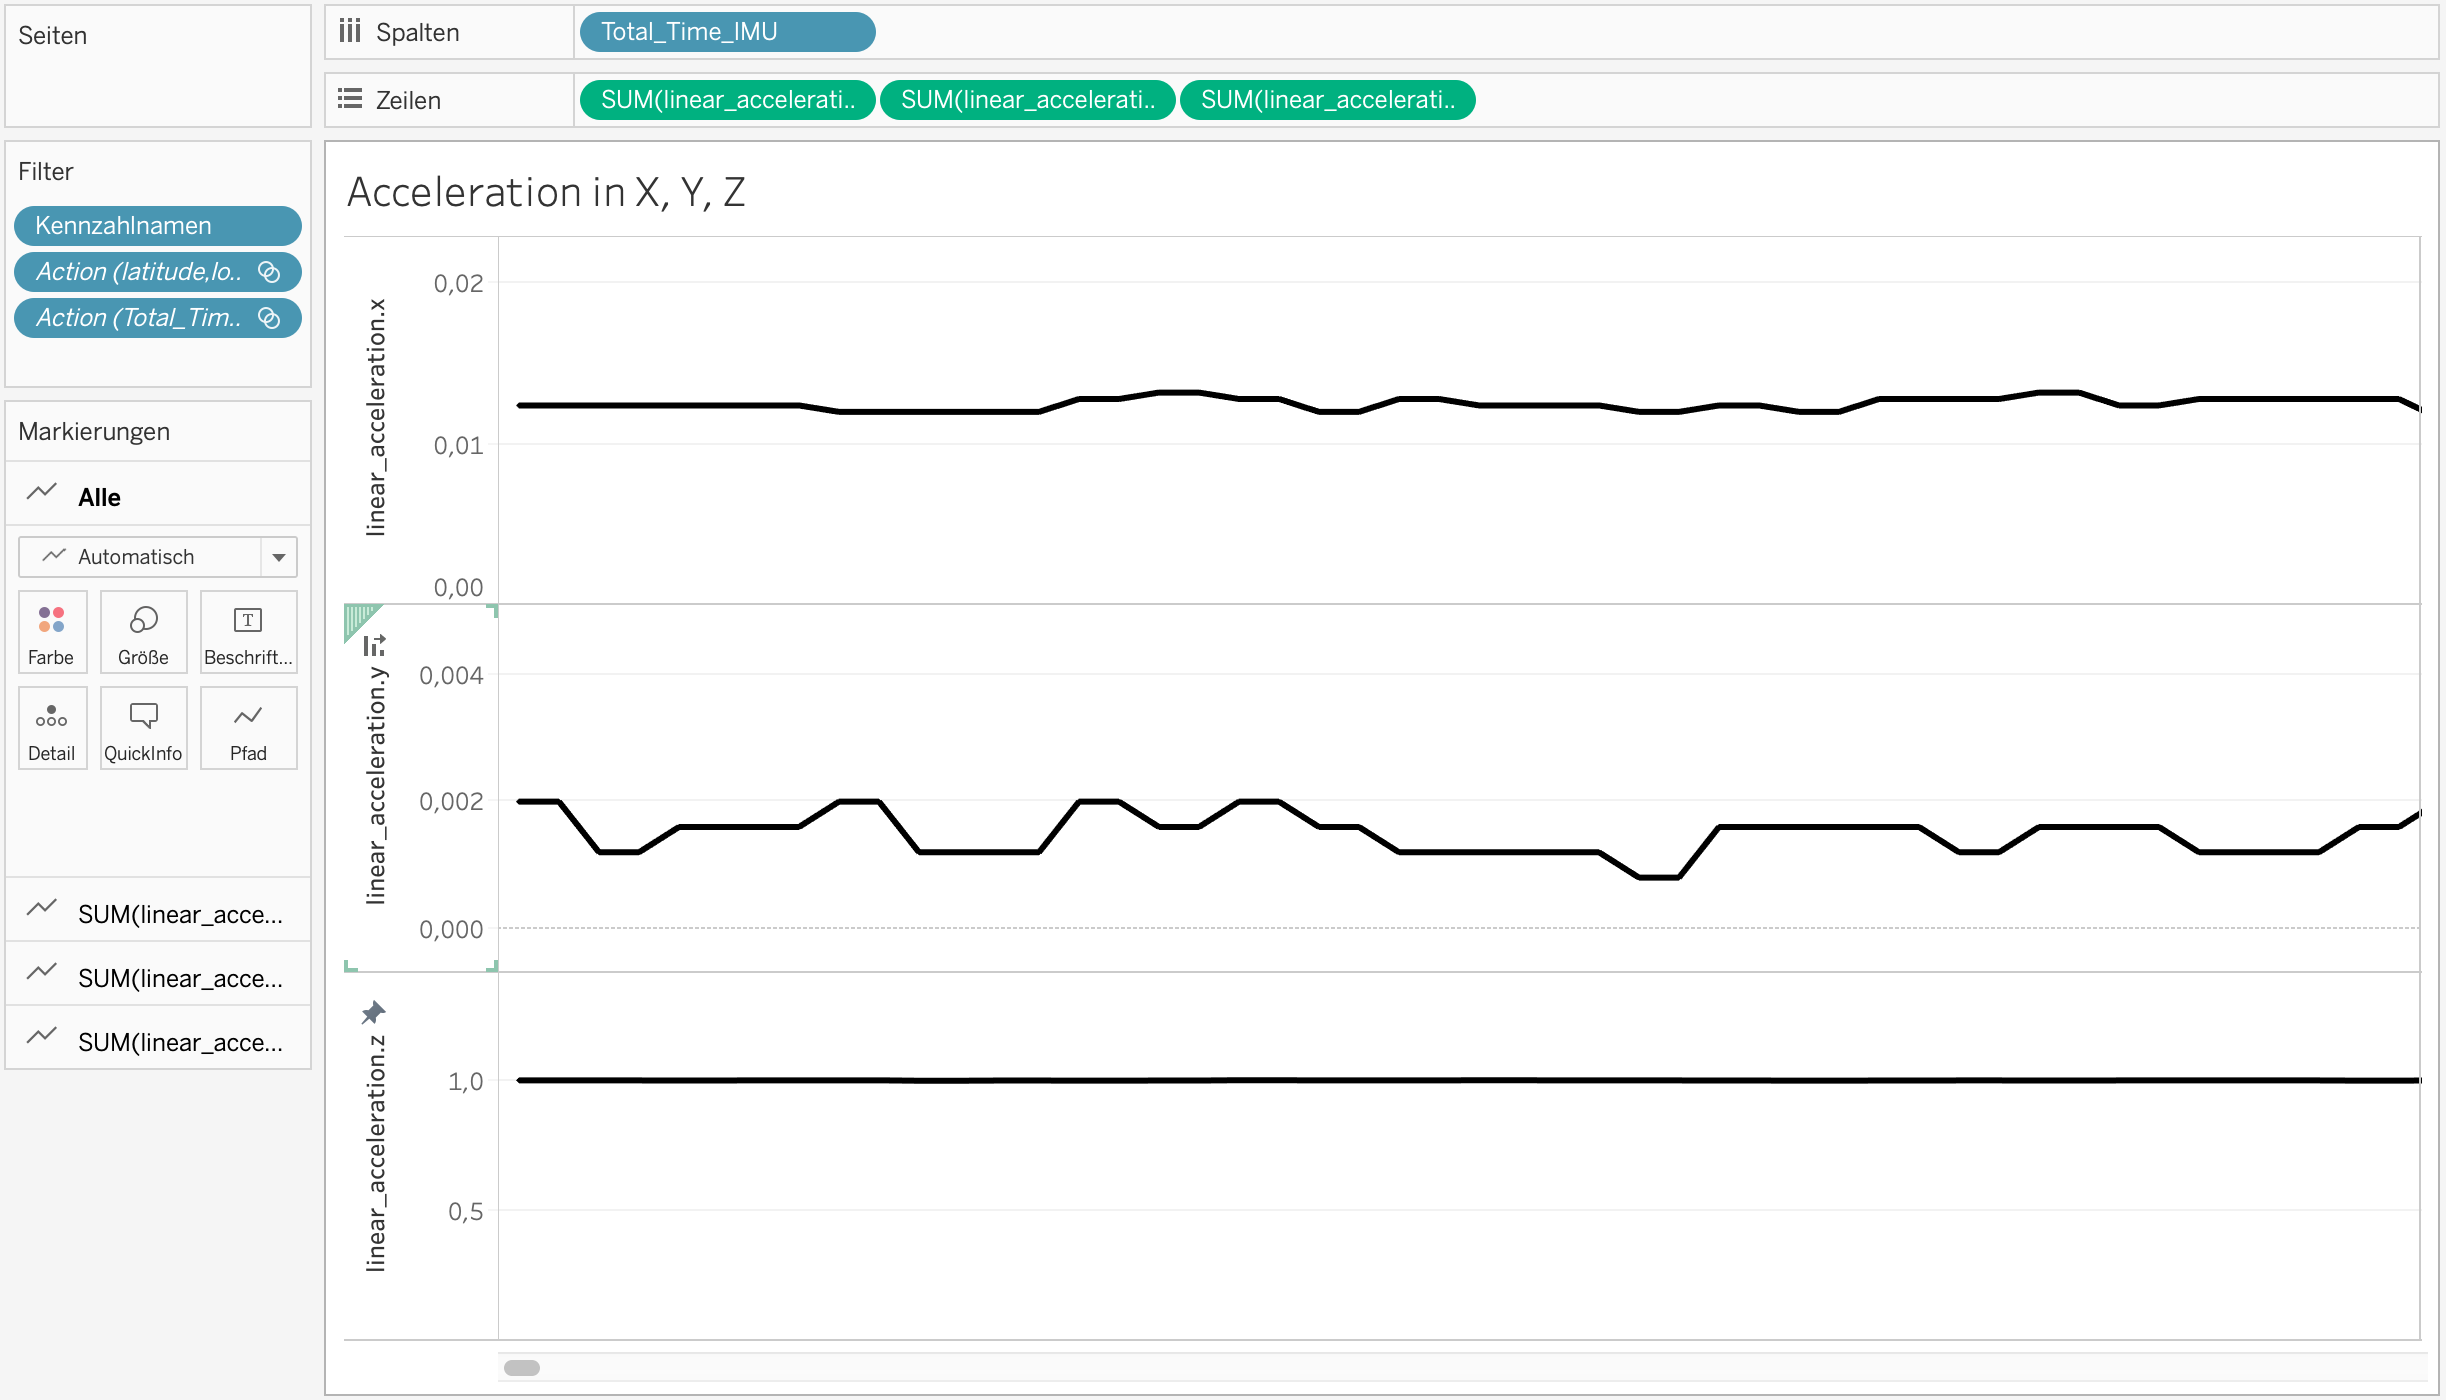 Seiten
Spalten
Total_Time_IMU
Zeilen
SUM(linear_accelerati..
SUM(linear_accelerati..
SUM(linear_accelerati..
Filter
Kennzahlnamen
Action (latitude,lo..
Action (Total_Tim..
Markierungen
Alle
Automatisch
Farbe
Größe
T
Beschrift...
Detail
QuickInfo
Pfad
SUM(linear_acce...
SUM(linear_acce...
SUM(linear_acce...
Acceleration in X, Y, Z
linear_acceleration.x
0,02
0,01
0,00
linear_acceleration.y
0,004
0,002
0,000
linear_acceleration.z
1,0
0,5